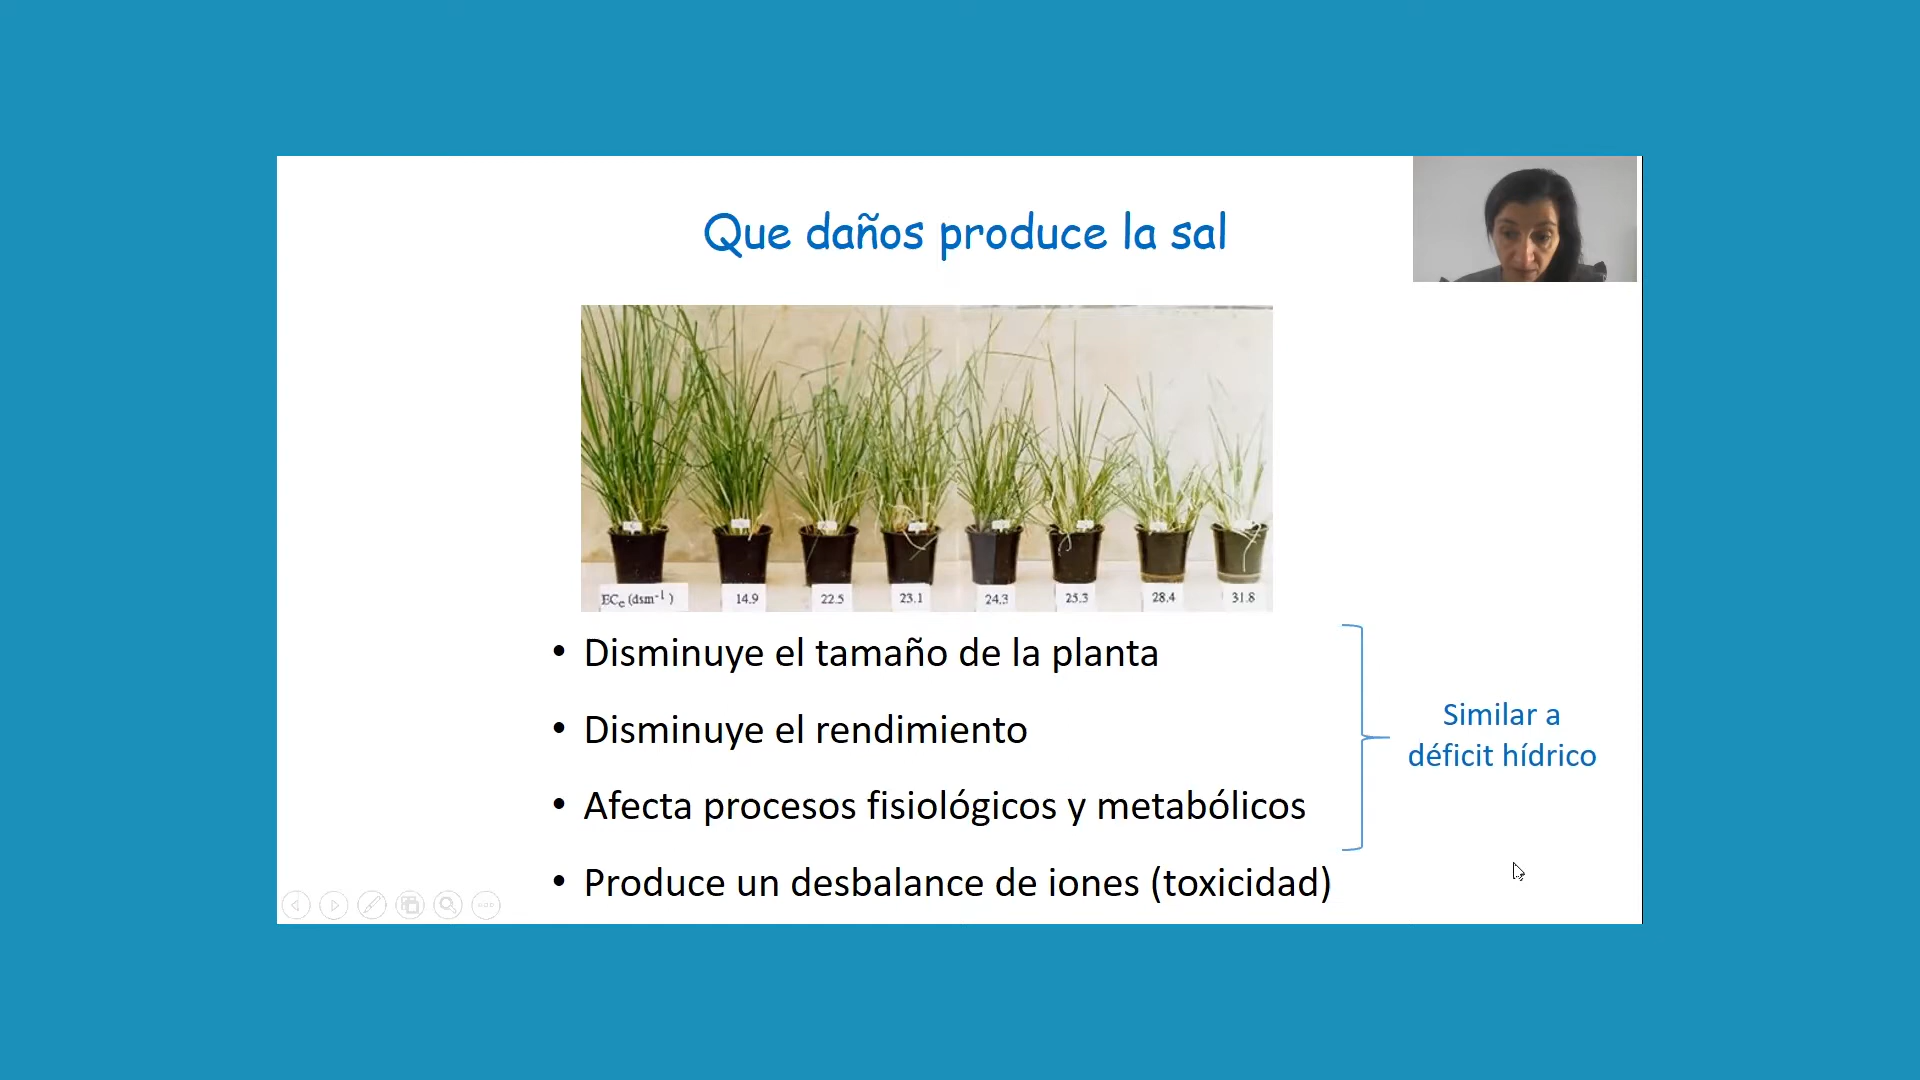 Que daños produce la sal
ECe (dsm-1) 14.9 22.5 23.1 24.3 25.3 28.4 31.8
• Disminuye el tamaño de la planta
• Disminuye el rendimiento
• Afecta procesos fisiológicos y metabólicos
• Produce un desbalance de iones (toxicidad)
Similar a
déficit hídrico